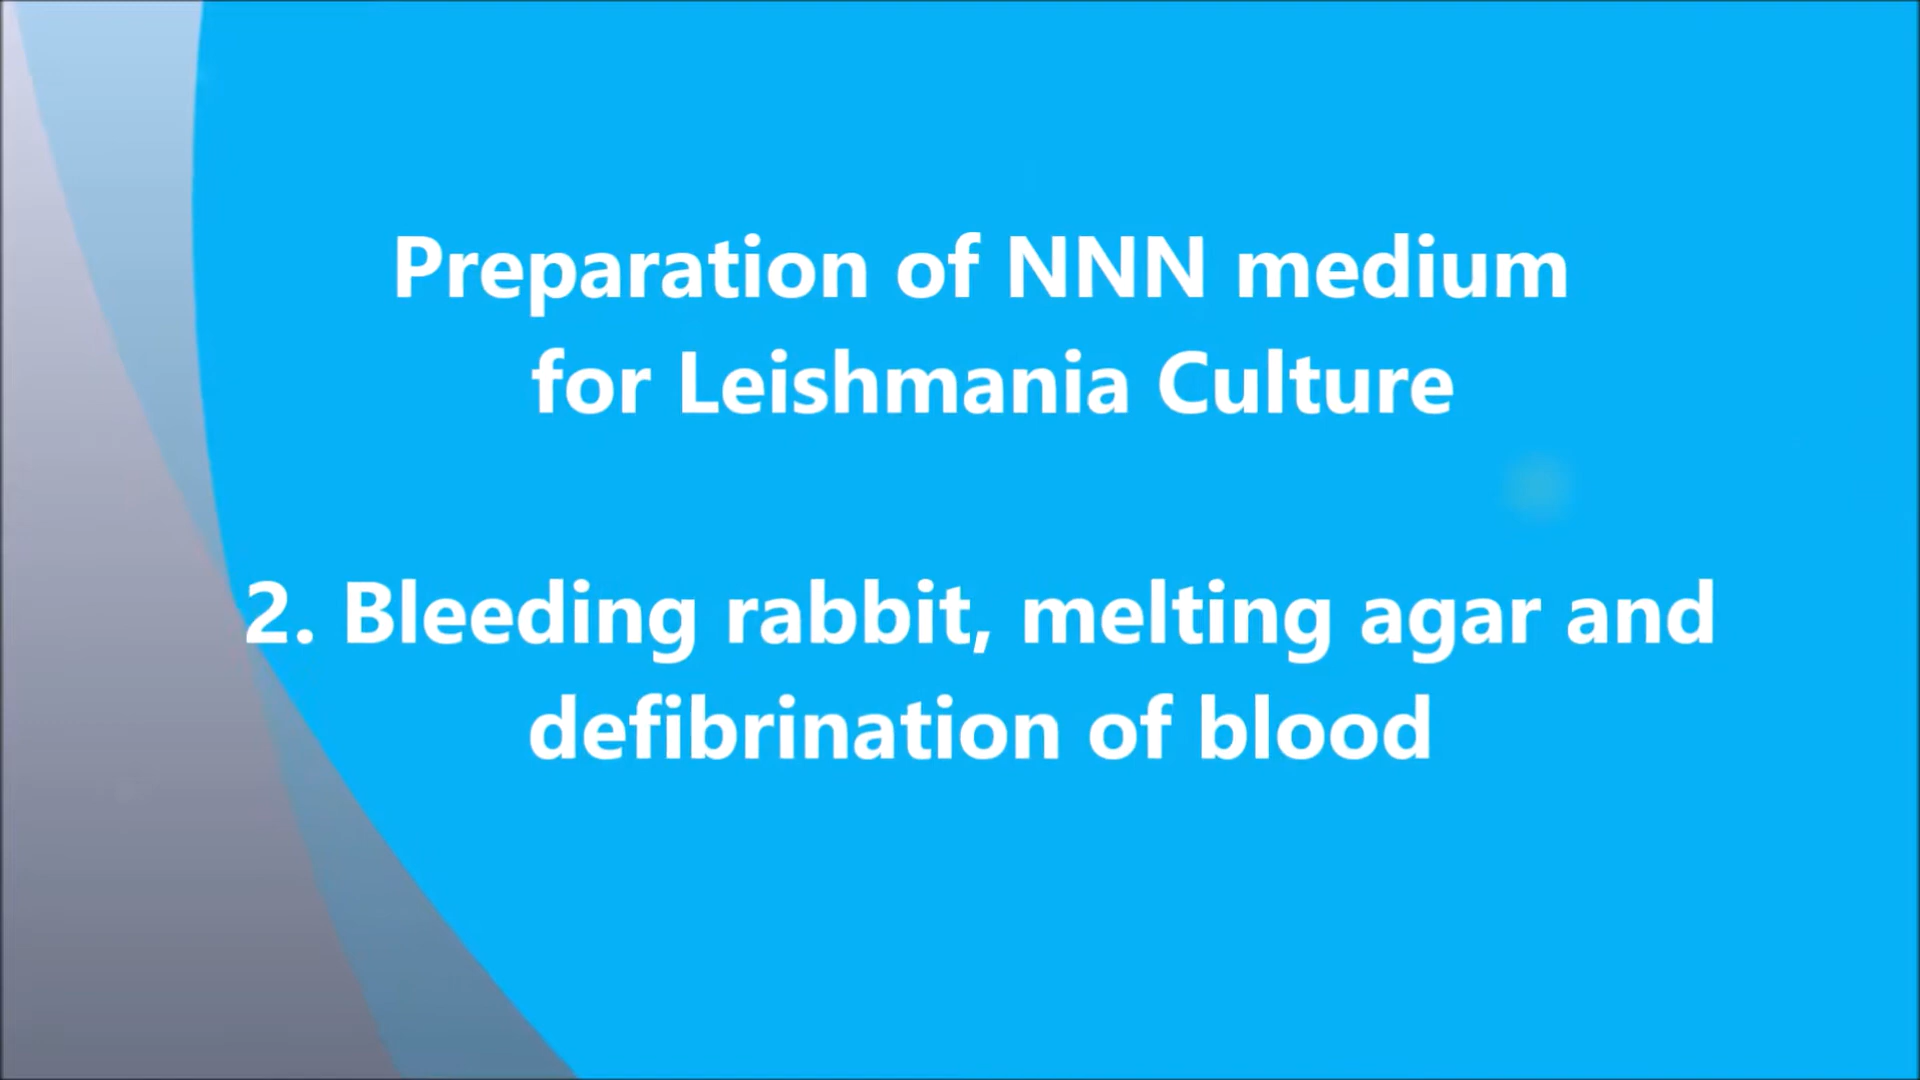 Preparation of NNN medium
for Leishmania Culture
2. Bleeding rabbit, melting agar and
defibrination of blood